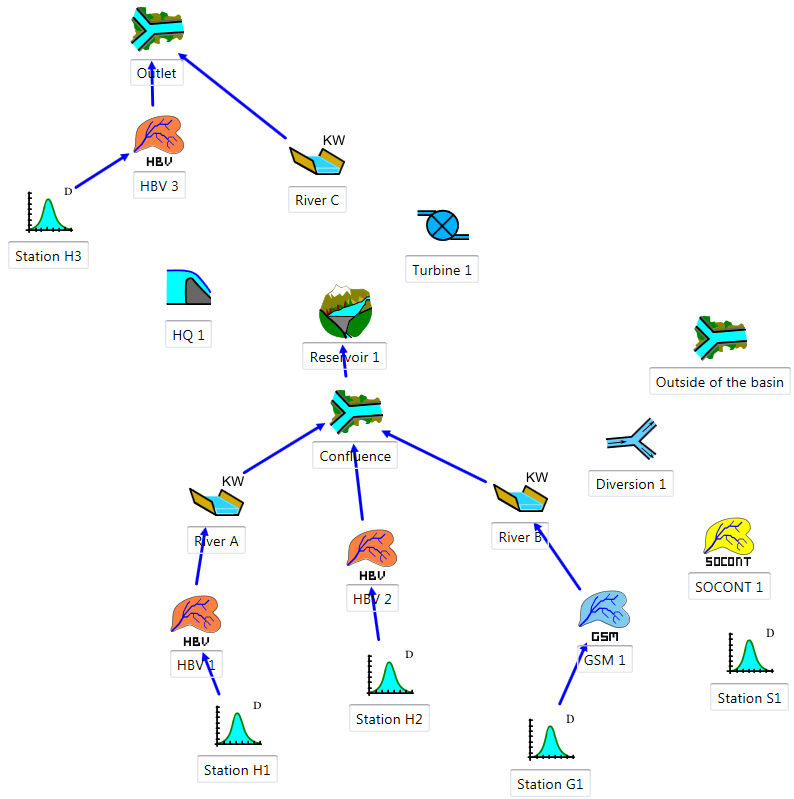 Outlet
HBV
HBV 3
KW
River C
D
Station H3
Turbine 1
HQ 1
Reservoir 1
Outside of the basin
Confluence
Diversion 1
KW
River A
KW
River B
HBV
HBV 2
SOCONT
SOCONT 1
HBV
HBV 1
GSM
GSM 1
D
Station S1
D
Station H2
D
Station H1
D
Station G1